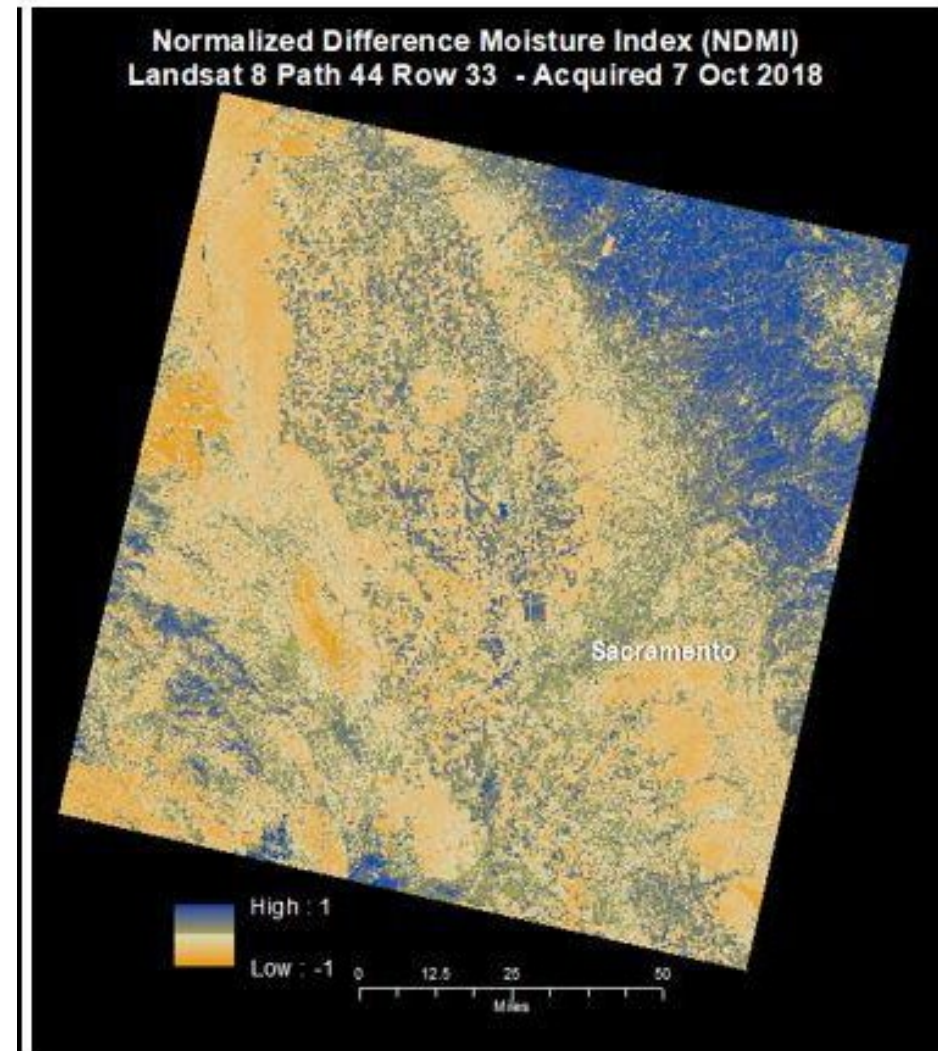 Normalized Difference Moisture Index (NDMI)
Landsat 8 Path 44 Row 33 - Acquired 7 Oct 2018
Sacramento
High : 1
Low : -1
0 12.5 25 50
Miles